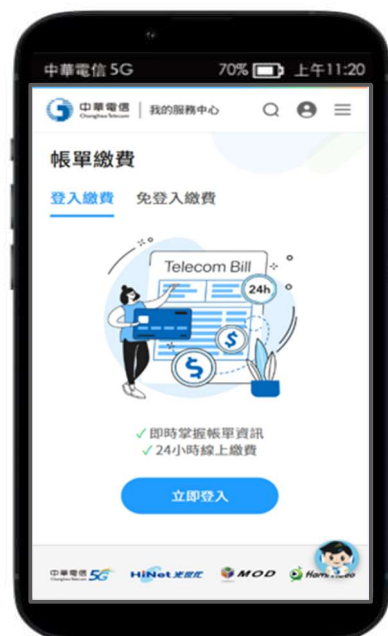 中華電信 5G 70% 上午11:20
中華電信 我的服務中心
Chunghwa Telecom
帳單繳費
登入繳費 免登入繳費
Telecom Bill
24h
$
$
✓即時掌握帳單資訊
✓24小時線上繳費
立即登入
中華電信 5G HiNet 光世代 MOD